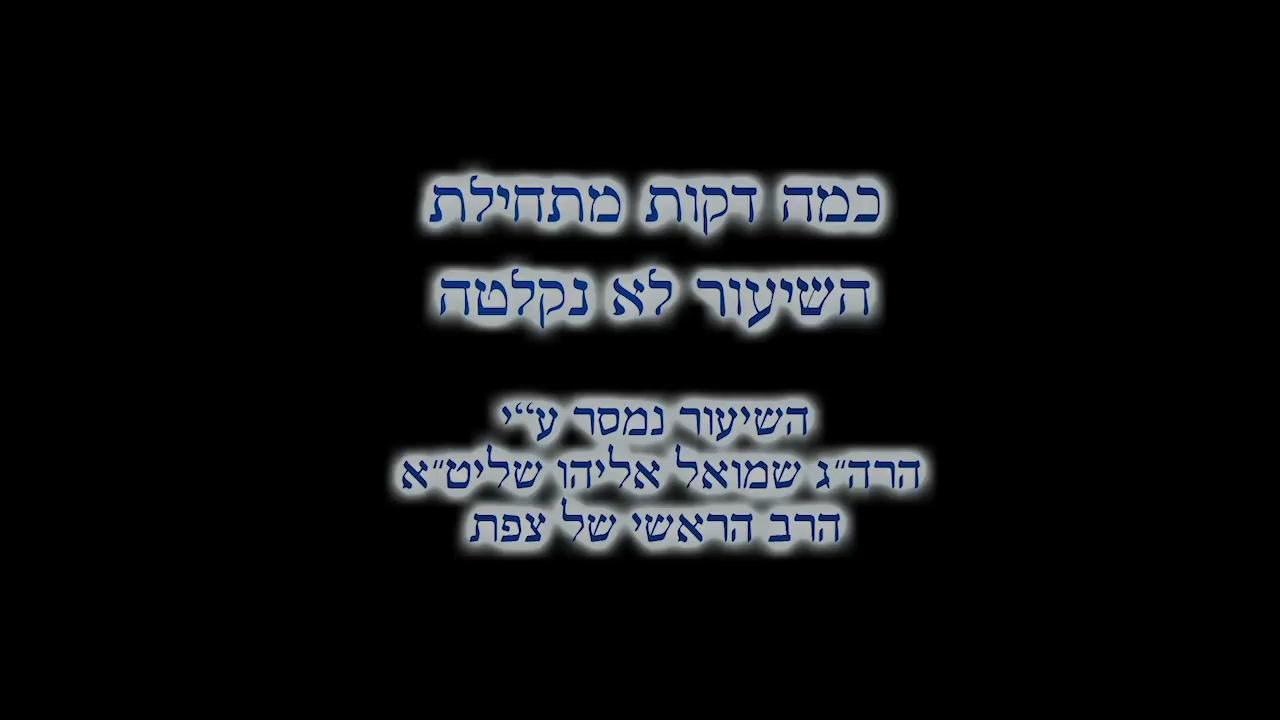 כמה דקות מתחילת
השיעור לא נקלטה
השיעור נמסר ע“י
הרה״ג שמואל אליהו שליט״א
הרב הראשי של צפת